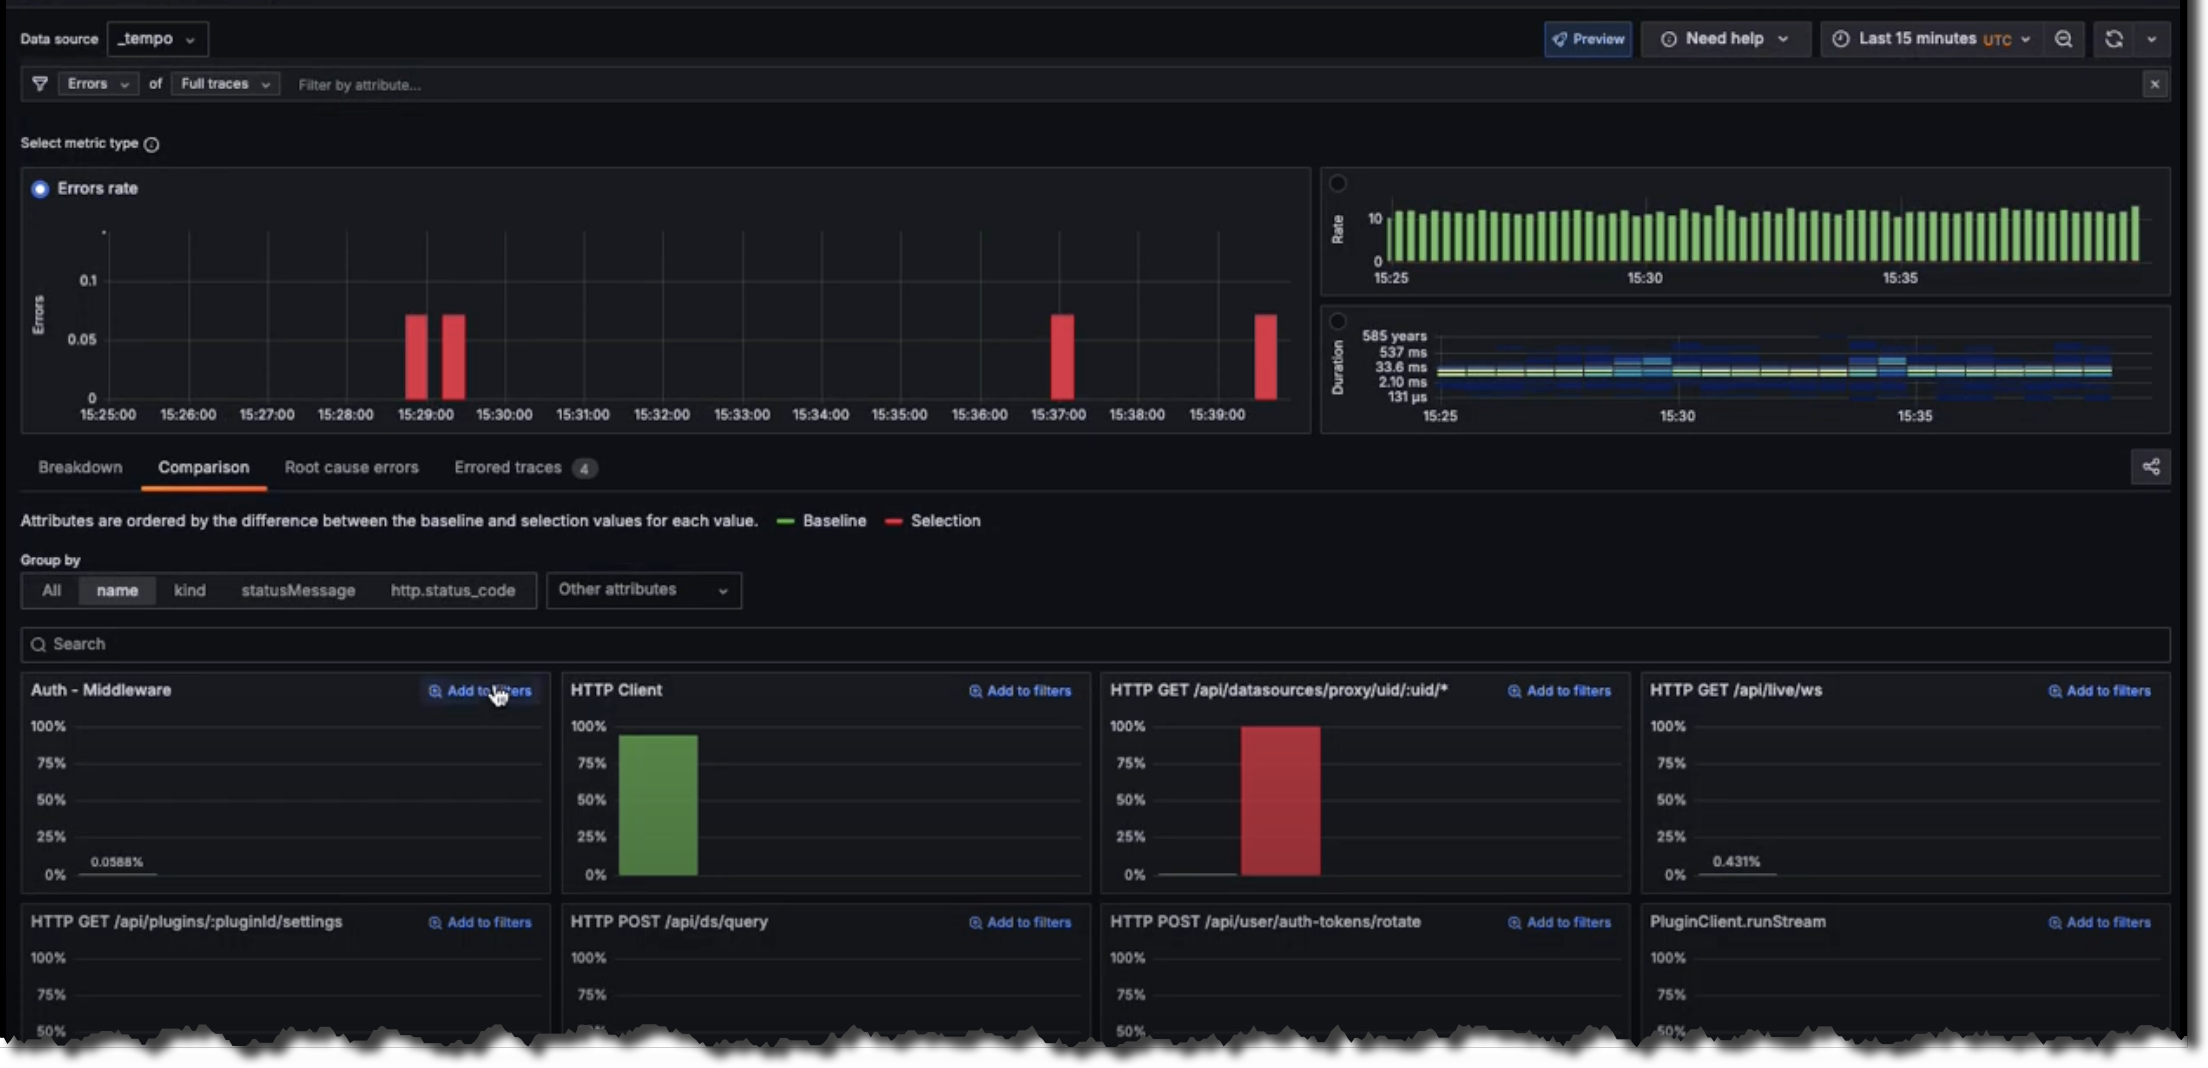 Data source _tempo Preview Need help Last 15 minutes UTC
Errors of Full traces Filter by attribute...
Select metric type
Errors rate
Errors
0.1
0.05
0
15:25:00 15:26:00 15:27:00 15:28:00 15:29:00 15:30:00 15:31:00 15:32:00 15:33:00 15:34:00 15:35:00 15:36:00 15:37:00 15:38:00 15:39:00
Rate
10
0
15:25 15:30 15:35
Duration
585 years
537 ms
33.6 ms
2.10 ms
131 µs
15:25 15:30 15:35
Breakdown Comparison Root cause errors Errored traces 4
Attributes are ordered by the difference between the baseline and selection values for each value. Baseline Selection
Group by
All name kind statusMessage http.status_code Other attributes
Search
Auth - Middleware Add to filters
100%
75%
50%
25%
0%
0.0588%
HTTP Client Add to filters
100%
75%
50%
25%
0%
HTTP GET /api/datasources/proxy/uid/:uid/* Add to filters
100%
75%
50%
25%
0%
HTTP GET /api/live/ws Add to filters
100%
75%
50%
25%
0%
0.431%
HTTP GET /api/plugins/:pluginId/settings Add to filters
100%
75%
50%
HTTP POST /api/ds/query Add to filters
100%
75%
HTTP POST /api/user/auth-tokens/rotate Add to filters
100%
75%
50%
PluginClient.runStream Add to filters
100%
75%
50%